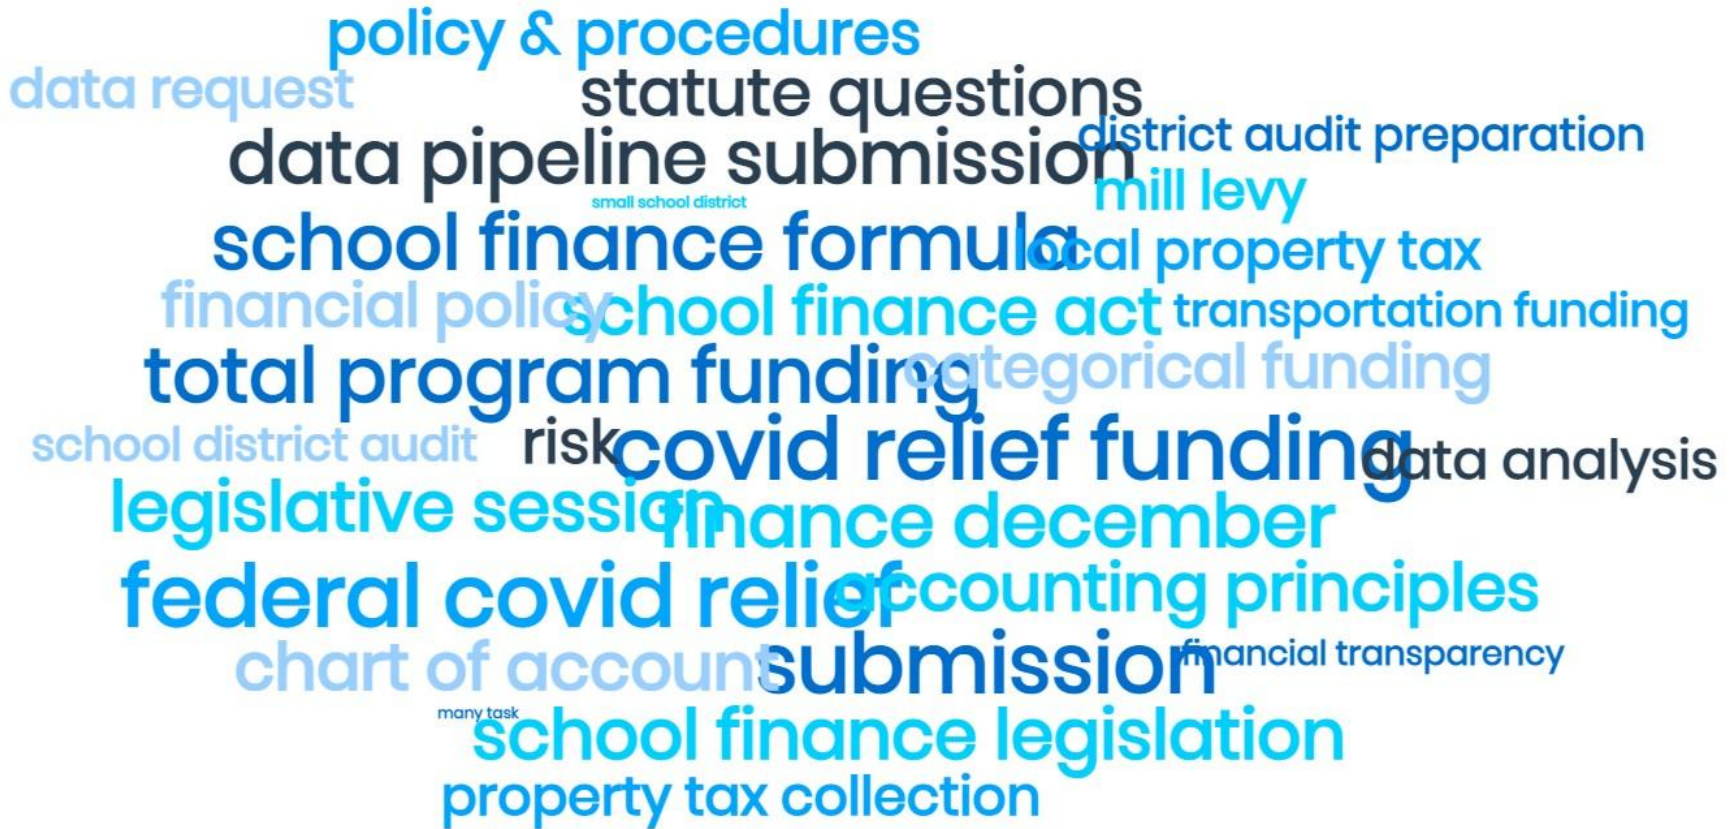 policy & procedures
data request
statute questions
data pipeline submission
district audit preparation
mill levy
small school district
school finance formula
local property tax
financial policy
school finance act
transportation funding
total program funding
categorical funding
school district audit
risk
covid relief funding
data analysis
legislative session
finance december
federal covid relief
accounting principles
chart of account
submission
financial transparency
many task
school finance legislation
property tax collection